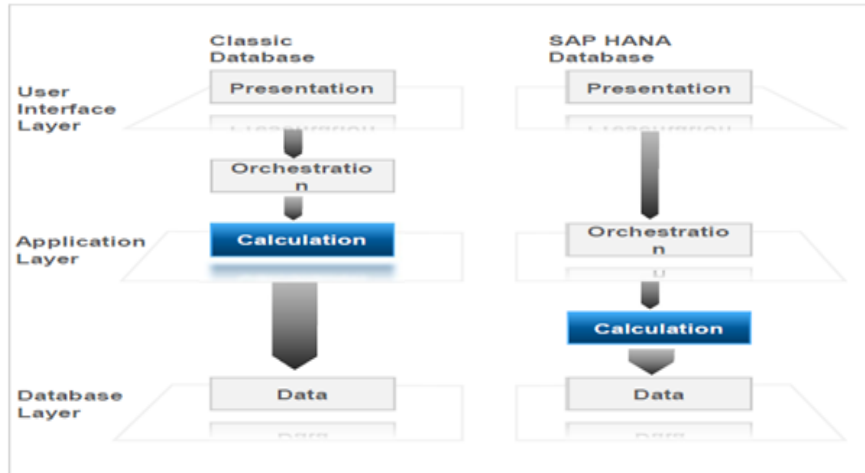 Classic
Database
SAP HANA
Database
User
Interface
Layer
Presentation
Presentation
Orchestratio
n
Application
Layer
Calculation
Orchestratio
n
Calculation
Database
Layer
Data
Data